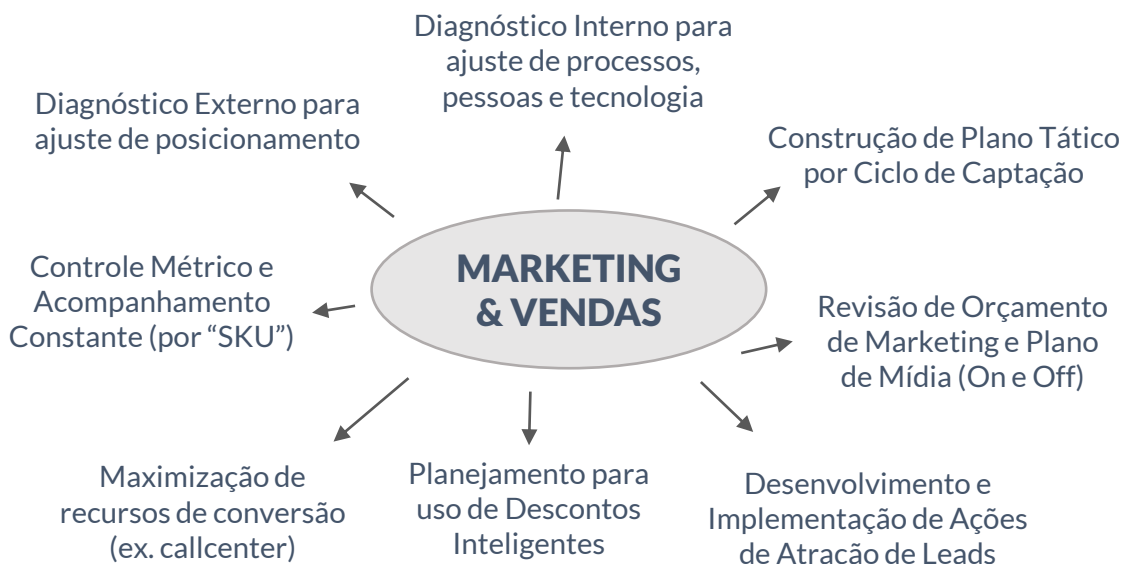 Diagnóstico Interno para
ajuste de processos,
pessoas e tecnologia
Diagnóstico Externo para
ajuste de posicionamento
Construção de Plano Tático
por Ciclo de Captação
Controle Métrico e
Acompanhamento
Constante (por “SKU”)
MARKETING
& VENDAS
Revisão de Orçamento
de Marketing e Plano
de Mídia (On e Off)
Maximização de
recursos de conversão
(ex. callcenter)
Planejamento para
uso de Descontos
Inteligentes
Desenvolvimento e
Implementação de Ações
de Atração de Leads